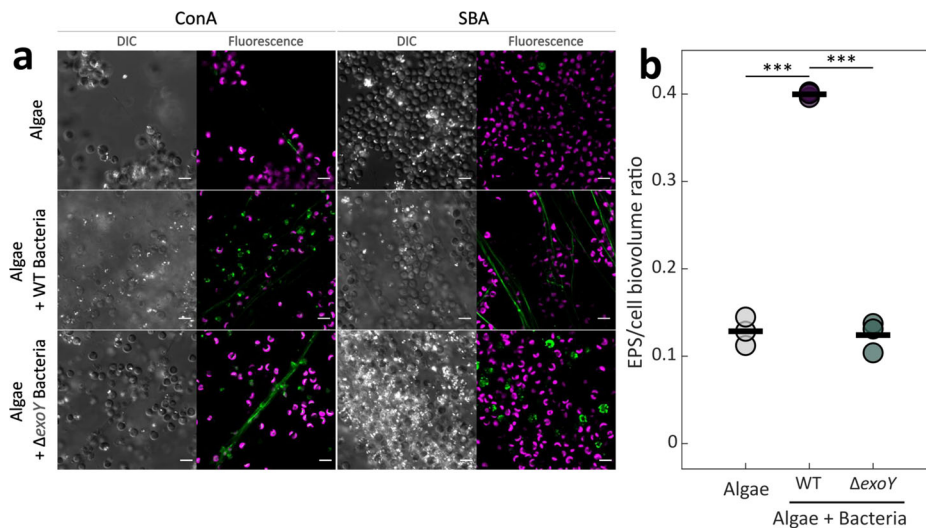 ConA SBA
a DIC Fluorescence DIC Fluorescence
Algae
Algae
+ WT Bacteria
Algae
+ ΔexoY Bacteria
b
*** ***
EPS/cell biovolume ratio
0.4
0.4
0.2
0.1
0
Algae WT ΔexoY
Algae + Bacteria